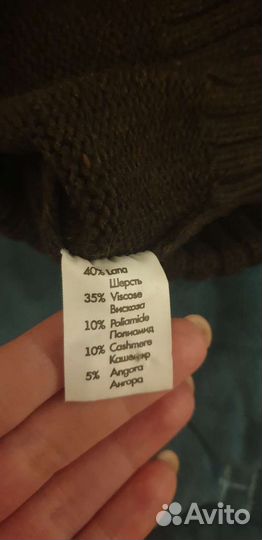 40% Lana
Шерсть
35% Viscose
Вискоза
10% Poliamide
Полиамид
10% Cashmere
Кашемир
5% Angora
Ангора
Avito